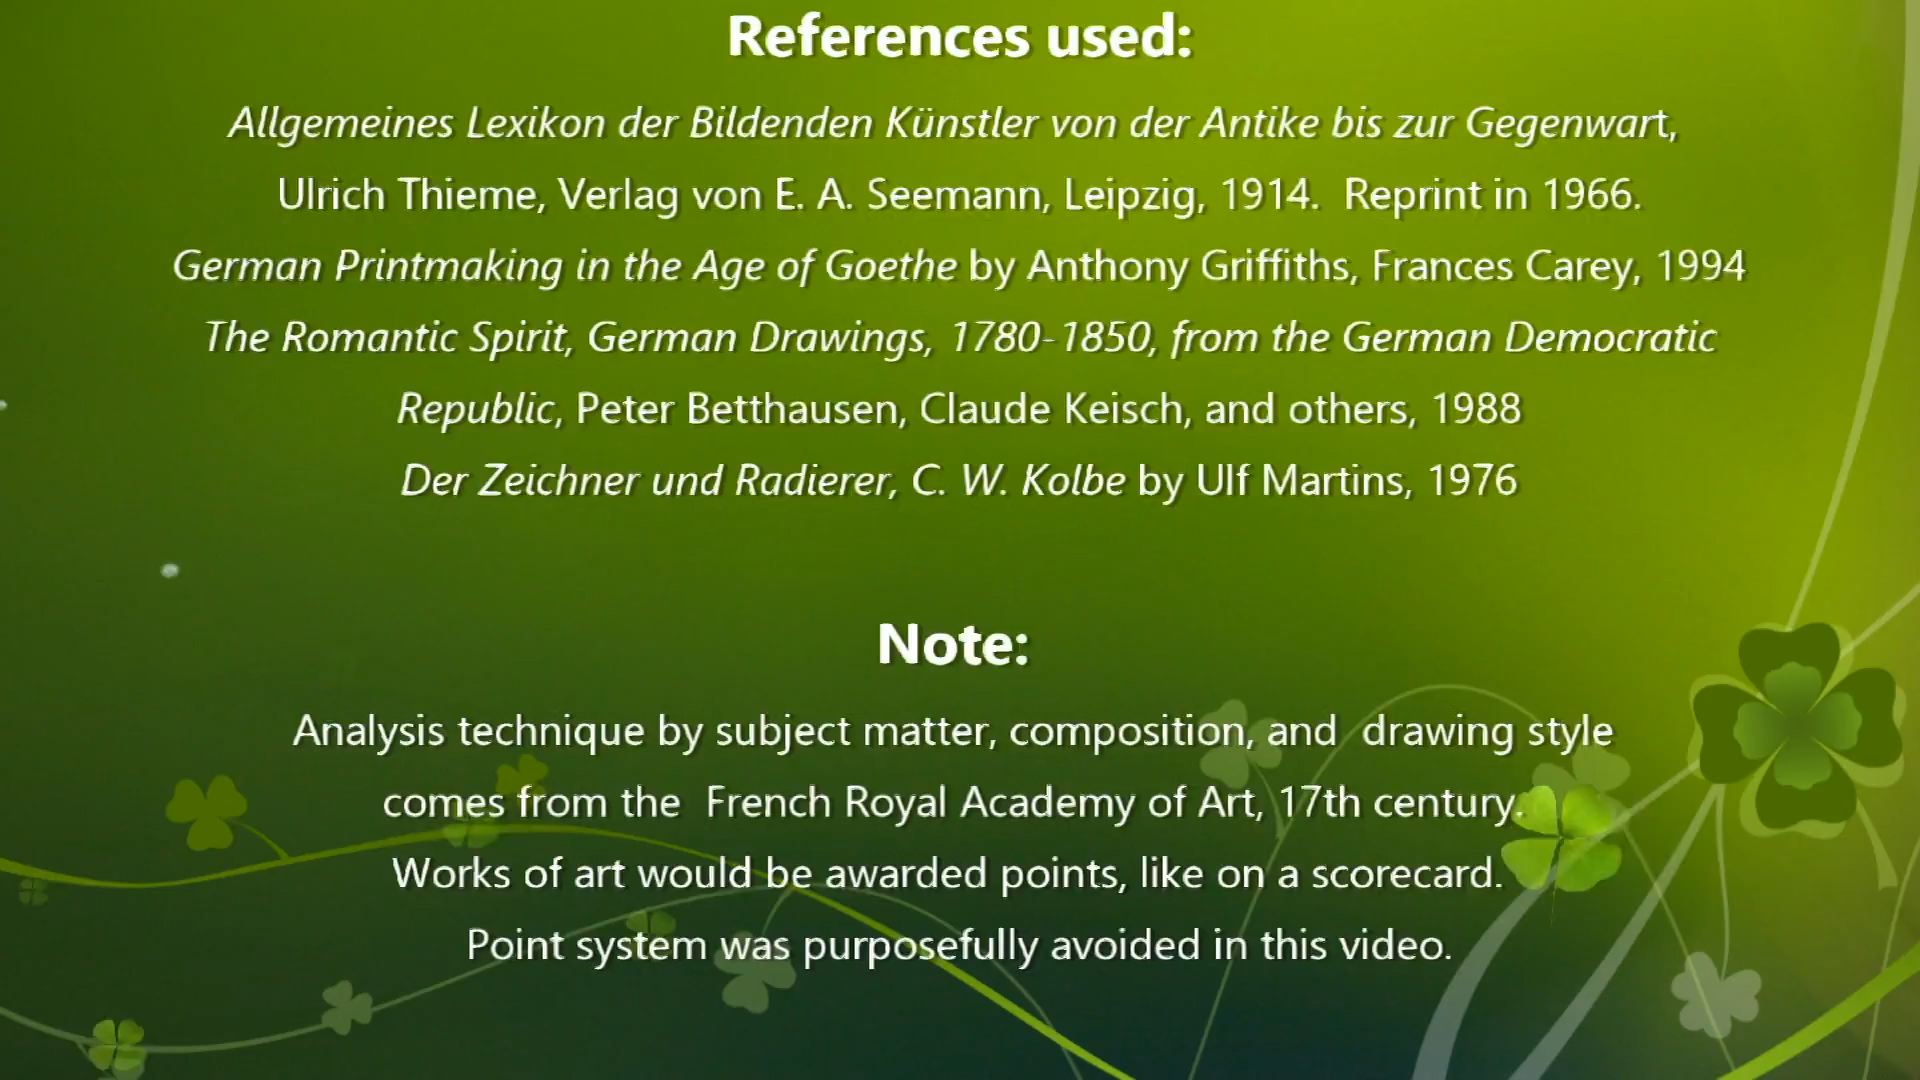 References used:
Allgemeines Lexikon der Bildenden Künstler von der Antike bis zur Gegenwart,
Ulrich Thieme, Verlag von E. A. Seemann, Leipzig, 1914.  Reprint in 1966.
German Printmaking in the Age of Goethe by Anthony Griffiths, Frances Carey, 1994
The Romantic Spirit, German Drawings, 1780-1850, from the German Democratic
Republic, Peter Betthausen, Claude Keisch, and others, 1988
Der Zeichner und Radierer, C. W. Kolbe by Ulf Martins, 1976
Note:
Analysis technique by subject matter, composition, and  drawing style
comes from the  French Royal Academy of Art, 17th century.
Works of art would be awarded points, like on a scorecard.
Point system was purposefully avoided in this video.